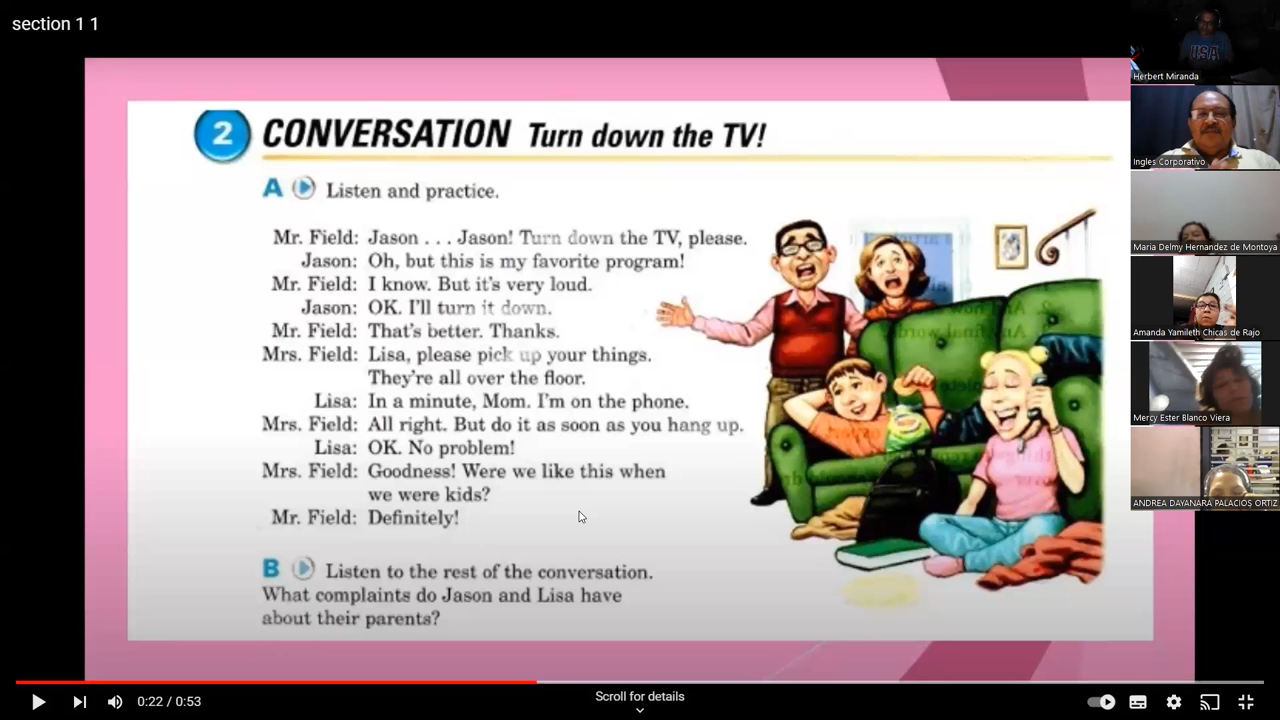 section 1 1
Herbert Miranda
USA
Ingles Corporativo
Maria Delmy Hernandez de Montoya
Amanda Yamileth Chicas de Rajo
Mercy Ester Blanco Viera
ANDREA DAYANARA PALACIOS ORTIZ
2 CONVERSATION Turn down the TV!
A Listen and practice.
Mr. Field: Jason . . . Jason! Turn down the TV, please.
Jason: Oh, but this is my favorite program!
Mr. Field: I know. But it's very loud.
Jason: OK. I'll turn it down.
Mr. Field: That's better. Thanks.
Mrs. Field: Lisa, please pick up your things.
They're all over the floor.
Lisa: In a minute, Mom. I'm on the phone.
Mrs. Field: All right. But do it as soon as you hang up.
Lisa: OK. No problem!
Mrs. Field: Goodness! Were we like this when
we were kids?
Mr. Field: Definitely!
B Listen to the rest of the conversation.
What complaints do Jason and Lisa have
about their parents?
0:22 / 0:53
Scroll for details